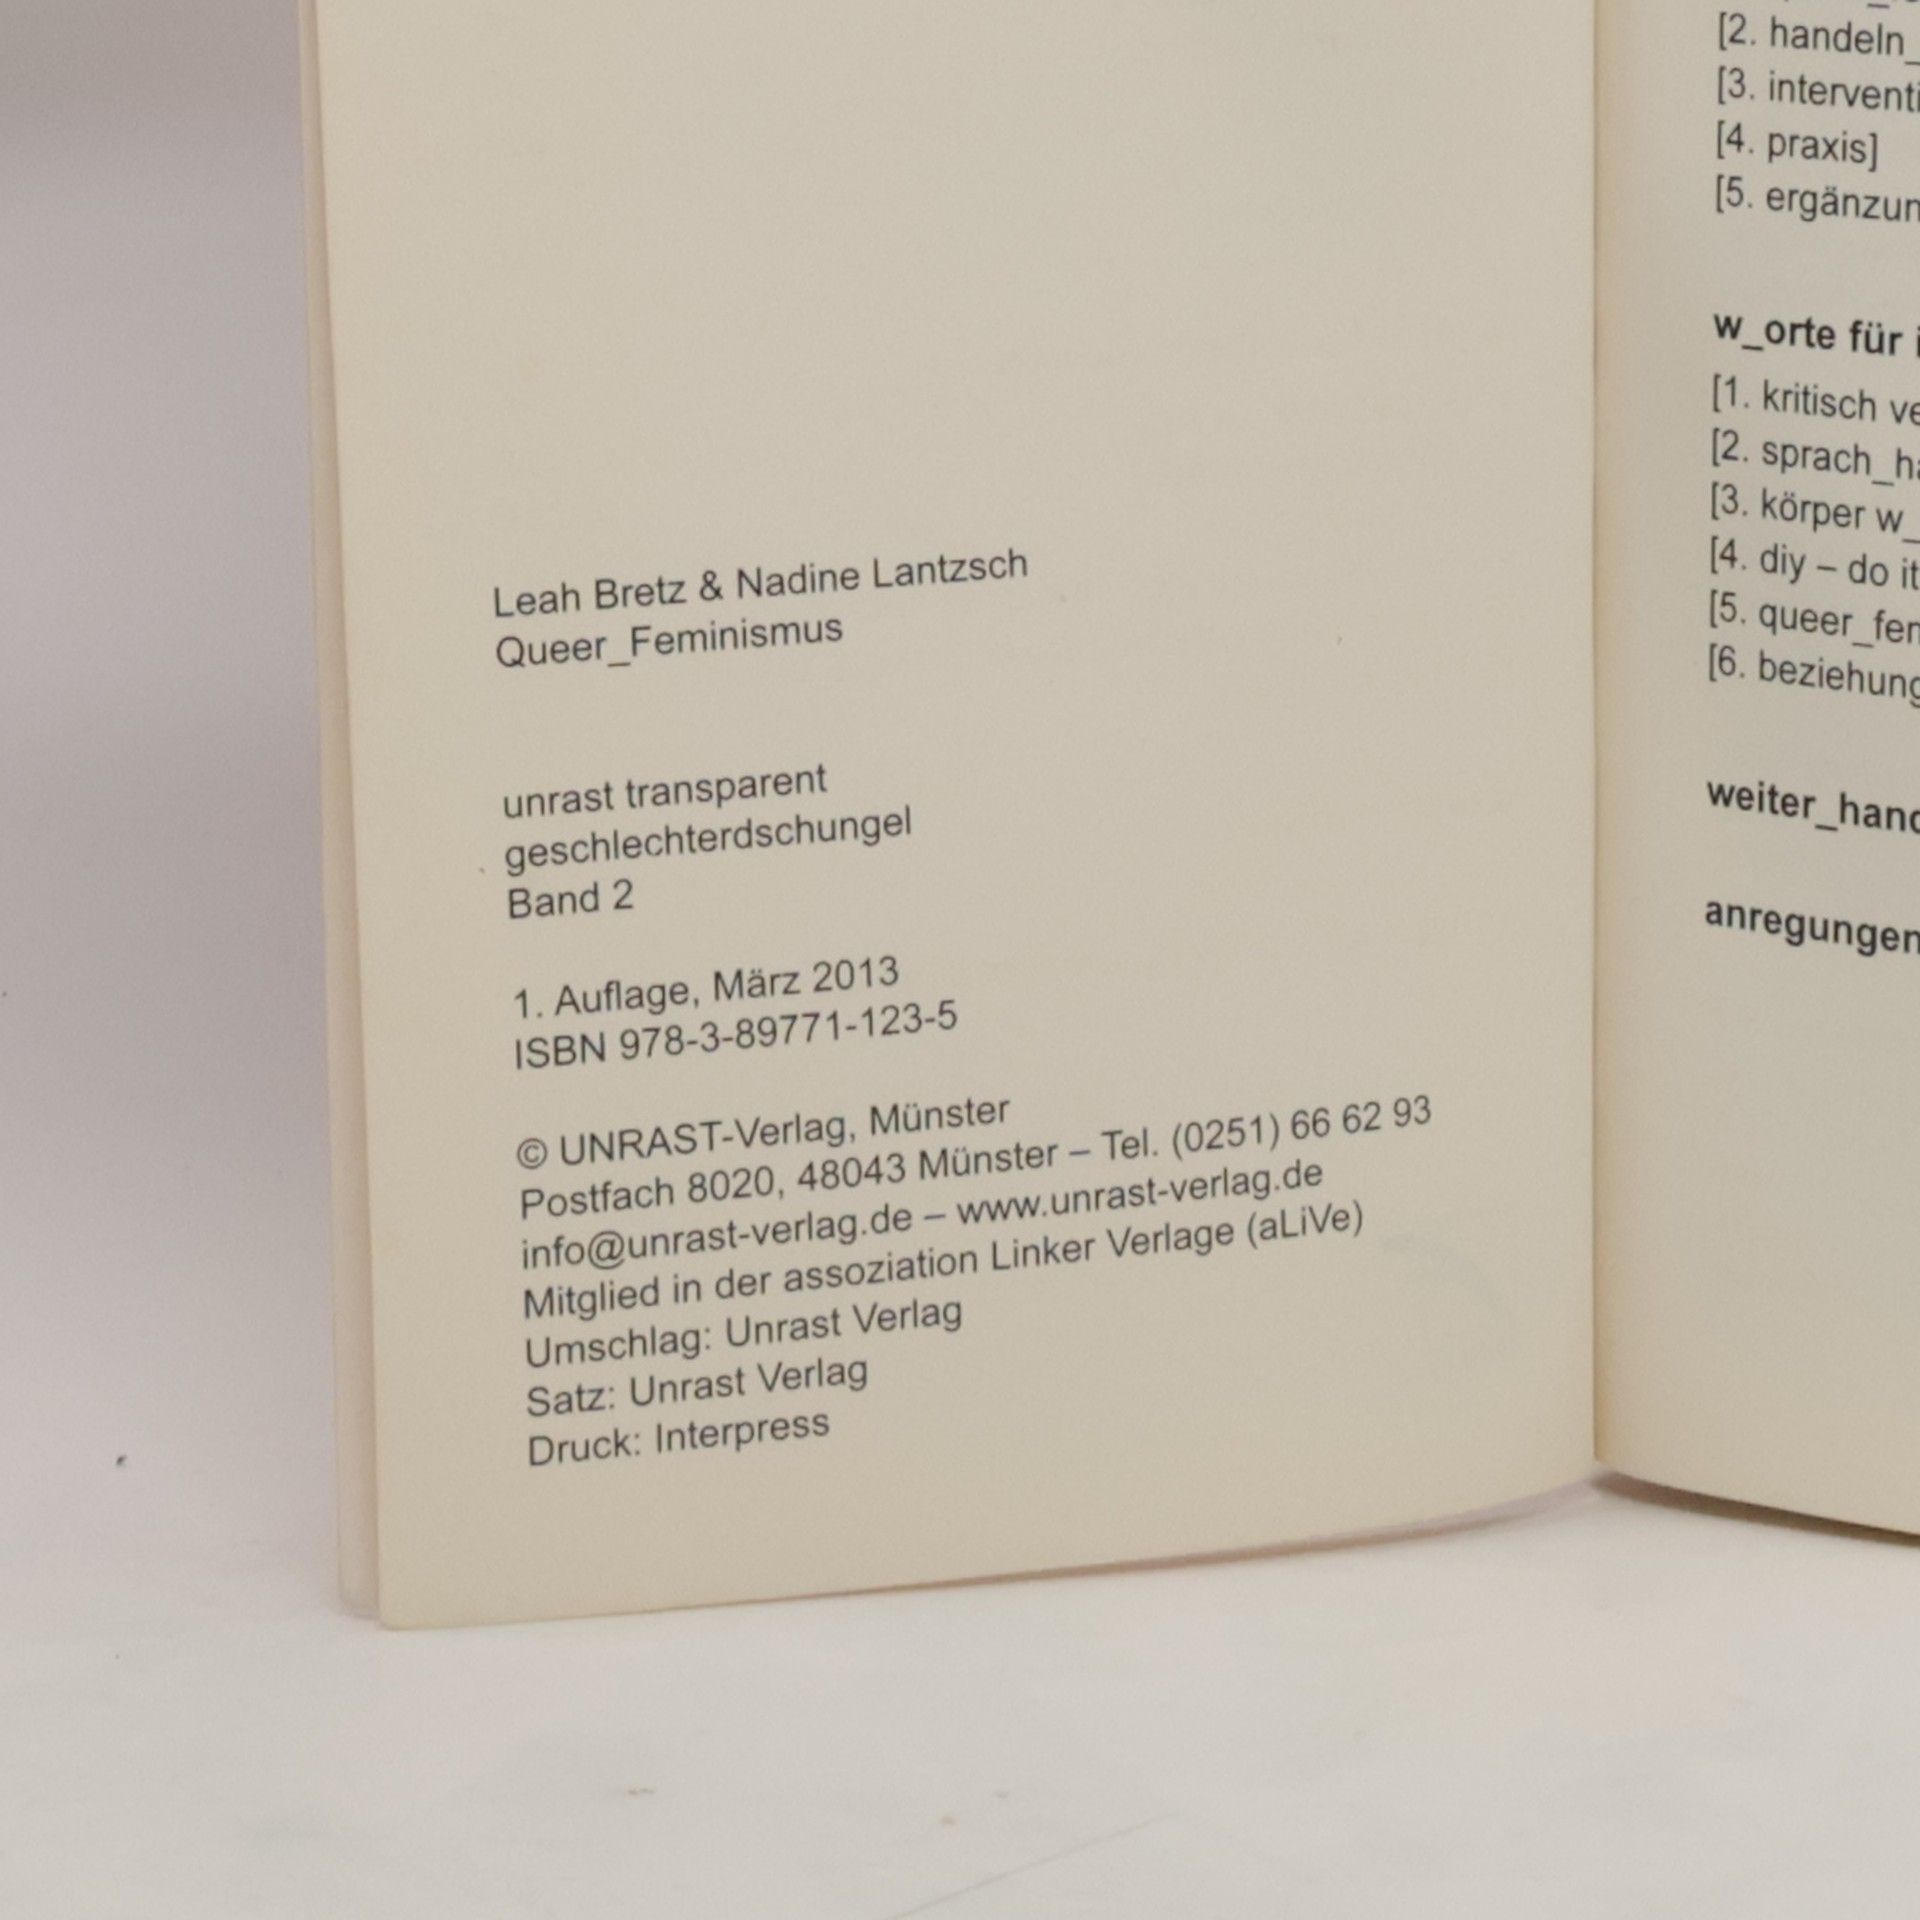 Leah Bretz & Nadine Lantzsch
Queer_Feminismus
unrast transparent
geschlechterdschungel
Band 2
1. Auflage, März 2013
ISBN 978-3-89771-123-5
© UNRAST-Verlag, Münster
Postfach 8020, 48043 Münster – Tel. (0251) 66 62 93
info@unrast-verlag.de – www.unrast-verlag.de
Mitglied in der assoziation Linker Verlage (aLiVe)
Umschlag: Unrast Verlag
Satz: Unrast Verlag
Druck: Interpress
[2. handeln_
[3. interventi
[4. praxis]
[5. ergänzun
w_orte für i
[1. kritisch ve
[2. sprach_ha
[3. körper w_
[4. diy – do it
[5. queer_fem
[6. beziehung
weiter_hand
anregungen